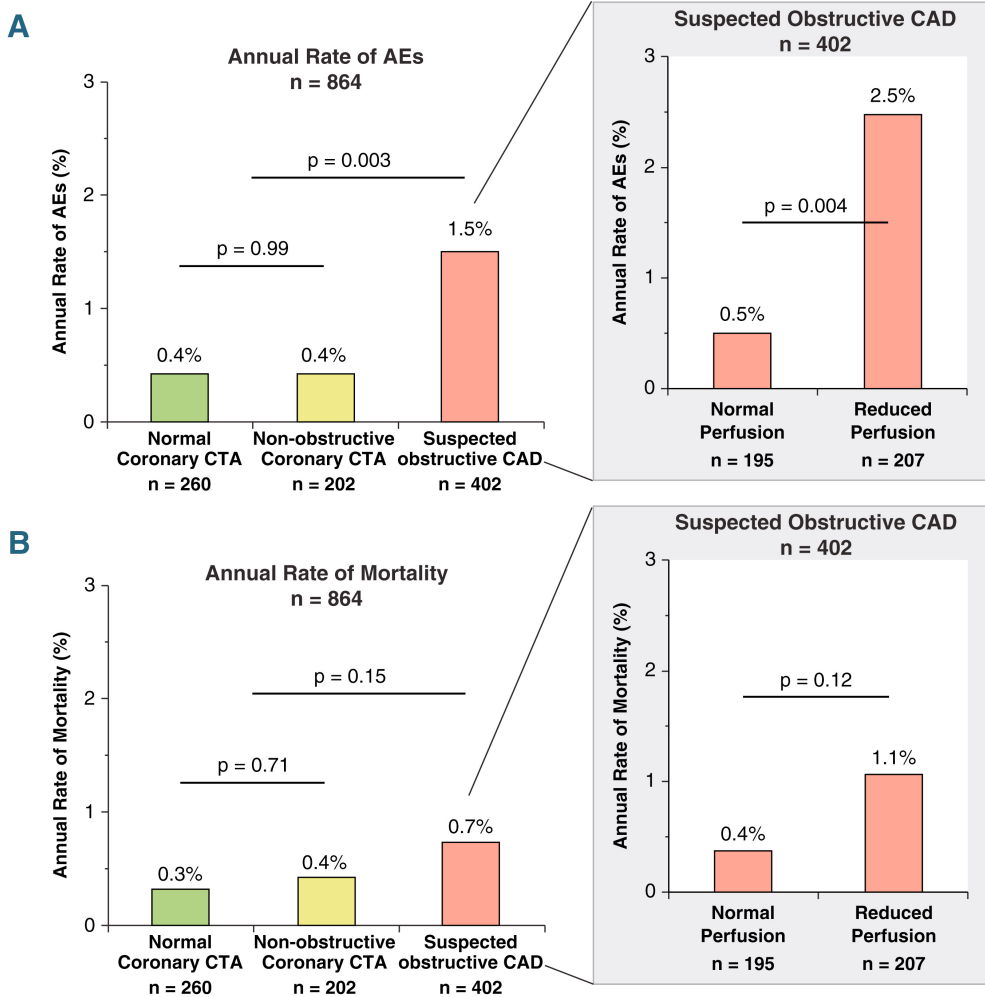 A
Annual Rate of AEs
n = 864
Annual Rate of AEs (%)
3
2
1
0
p = 0.003
p = 0.99
0.4%
0.4%
1.5%
Normal
Coronary CTA
n = 260
Non-obstructive
Coronary CTA
n = 202
Suspected
obstructive CAD
n = 402
Suspected Obstructive CAD
n = 402
Annual Rate of AEs (%)
3
2
1
0
p = 0.004
0.5%
2.5%
Normal
Perfusion
n = 195
Reduced
Perfusion
n = 207
B
Annual Rate of Mortality
n = 864
Annual Rate of Mortality (%)
3
2
1
0
p = 0.15
p = 0.71
0.3%
0.4%
0.7%
Normal
Coronary CTA
n = 260
Non-obstructive
Coronary CTA
n = 202
Suspected
obstructive CAD
n = 402
Suspected Obstructive CAD
n = 402
Annual Rate of Mortality (%)
3
2
1
0
p = 0.12
0.4%
1.1%
Normal
Perfusion
n = 195
Reduced
Perfusion
n = 207